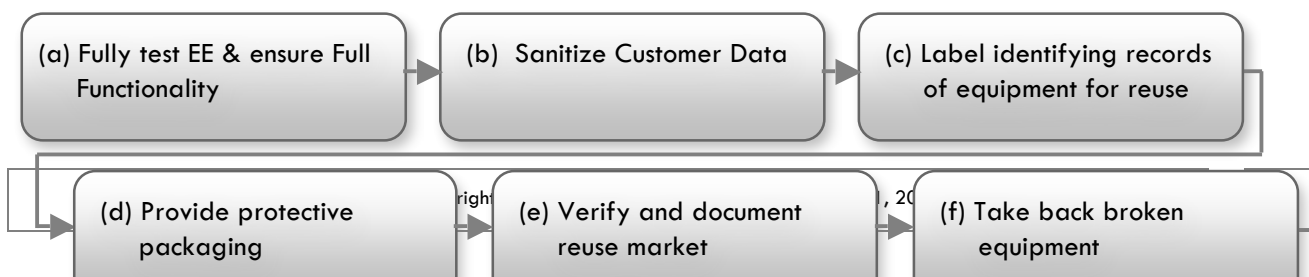 (a) Fully test EE & ensure Full
Functionality
(b) Sanitize Customer Data
(c) Label identifying records
of equipment for reuse
(d) Provide protective
packaging
(e) Verify and document
reuse market
(f) Take back broken
equipment